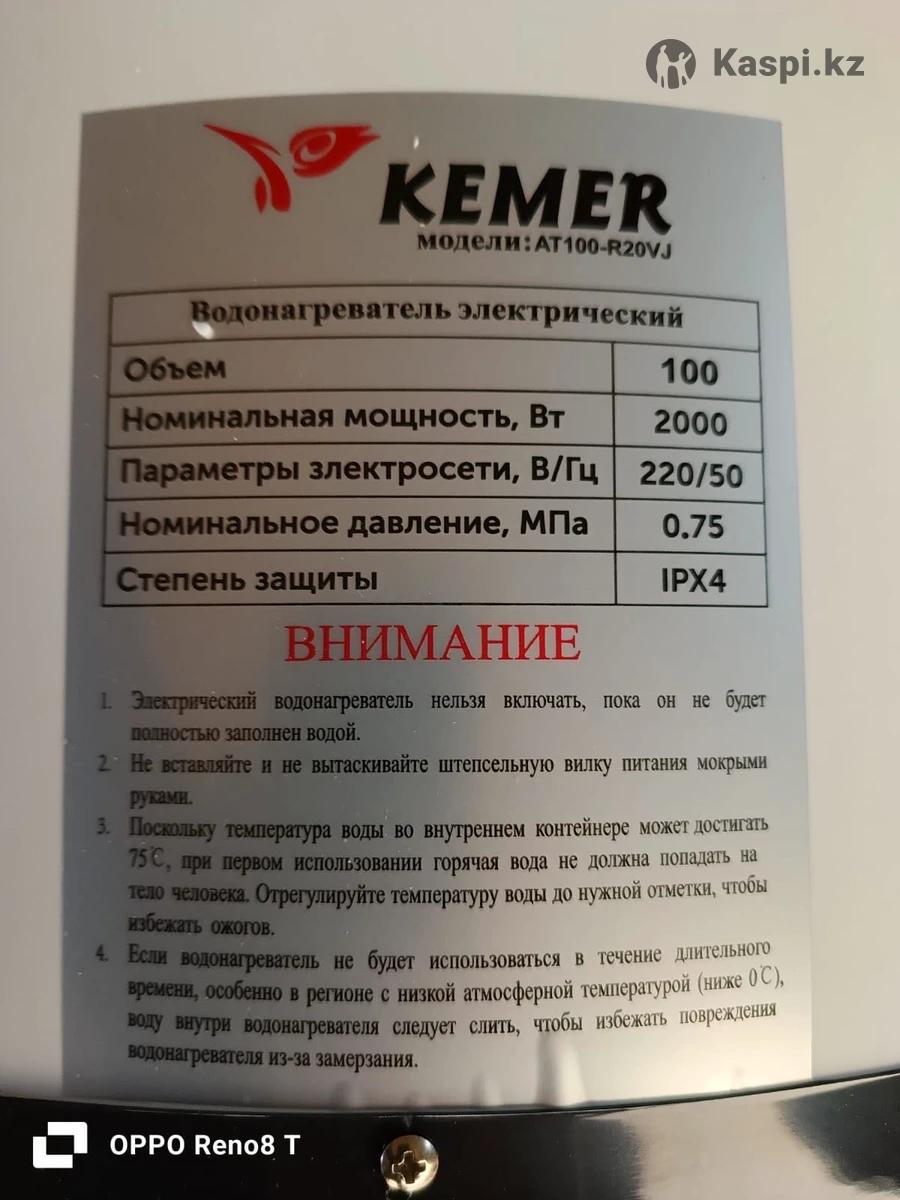 Kaspi.kz
KEMER
модели:AT100-R20VJ
Водонагреватель электрический
Объем 100
Номинальная мощность, Вт 2000
Параметры злектросети, В/Гц 220/50
Номинальное давление, МПа 0.75
Степень защиты IPX4
ВНИМАНИЕ
1. Электрический водонагреватель нельзя включать, пока он не будет
полностью заполнен водой.
2. Не вставляйте и не вытаскивайте штепсельную вилку питания мокрыми
руками.
3. Поскольку температура воды во внутреннем контейнере может достигать
75℃, при первом использовании горячая вода не должна попадать на
тело человека. Отрегулируйте температуру воды до нужной отметки, чтобы
избежать ожогов.
4. Если водонагреватель не будет использоваться в течение длительного
времени, особенно в регионе с низкой атмосферной температурой (ниже 0℃),
воду внутри водонагревателя следует слить, чтобы избежать повреждения
водонагревателя из-за замерзания.
OPPO Reno8 T